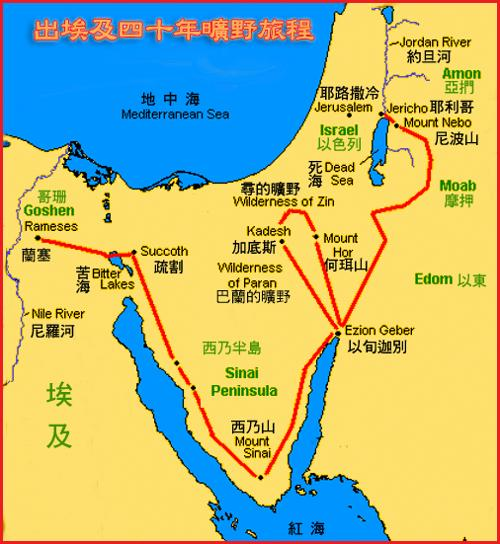 出埃及四十年曠野旅程
Jordan River
約旦河
Amon
亞捫
地中海
Mediterranean Sea
耶路撒冷
Jerusalem
Jericho 耶利哥
Mount Nebo
尼波山
Israel
以色列
死海
Dead
Sea
哥珊
Goshen
Rameses
蘭塞
尋的曠野
Wilderness of Zin
Moab
摩押
Kadesh
加底斯
Mount
Hor
何珥山
Succoth
疏割
苦海
Bitter
Lakes
Wilderness
of Paran
巴蘭的曠野
Edom 以東
Nile River
尼羅河
Ezion Geber
以旬迦別
西乃半島
Sinai
Peninsula
埃及
西乃山
Mount
Sinai
紅海